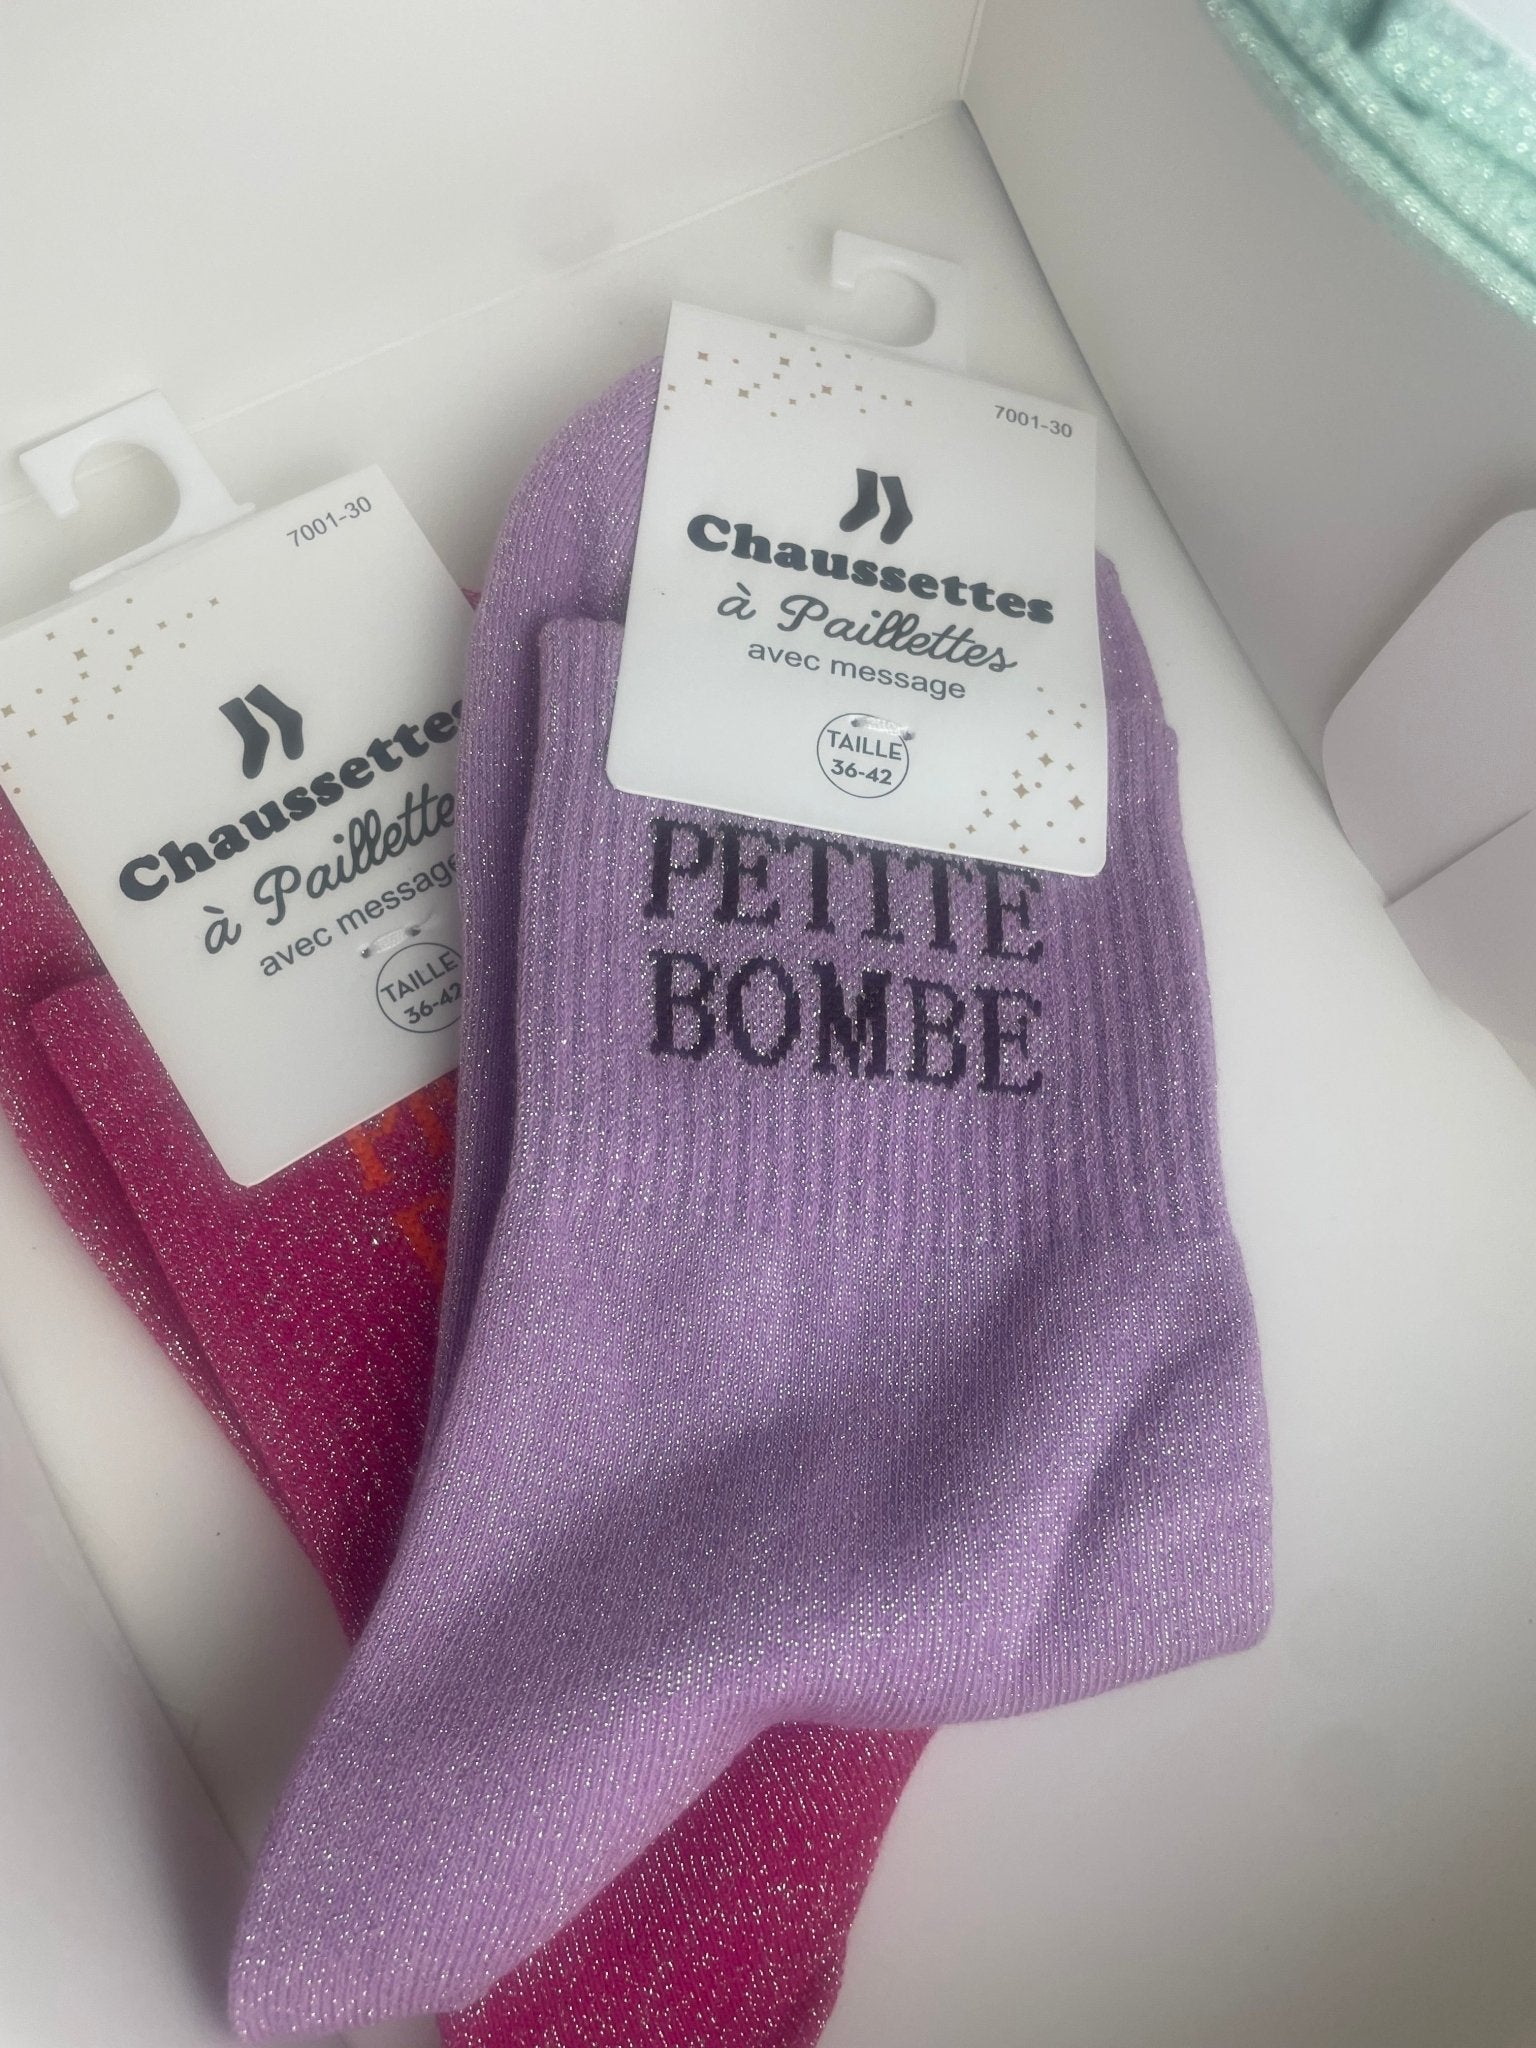 7001-30
Chaussettes
à Paillettes
avec message
TAILLE
36-42
PETITE
BOMBE
7001-30
Chaussettes
à Paillettes
avec message
TAILLE
36-42